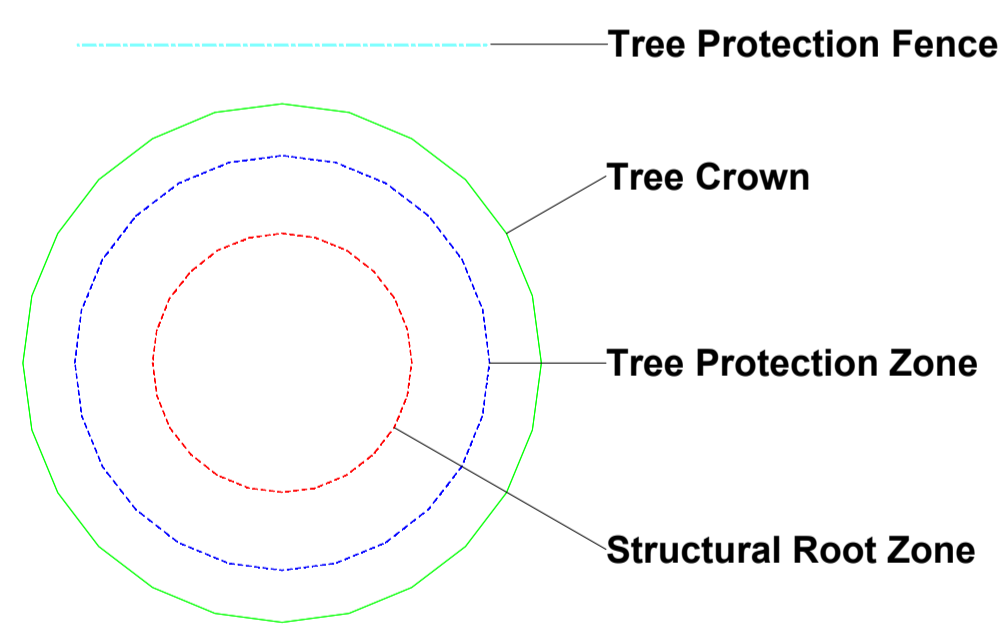 Tree Protection Fence
Tree Crown
Tree Protection Zone
Structural Root Zone